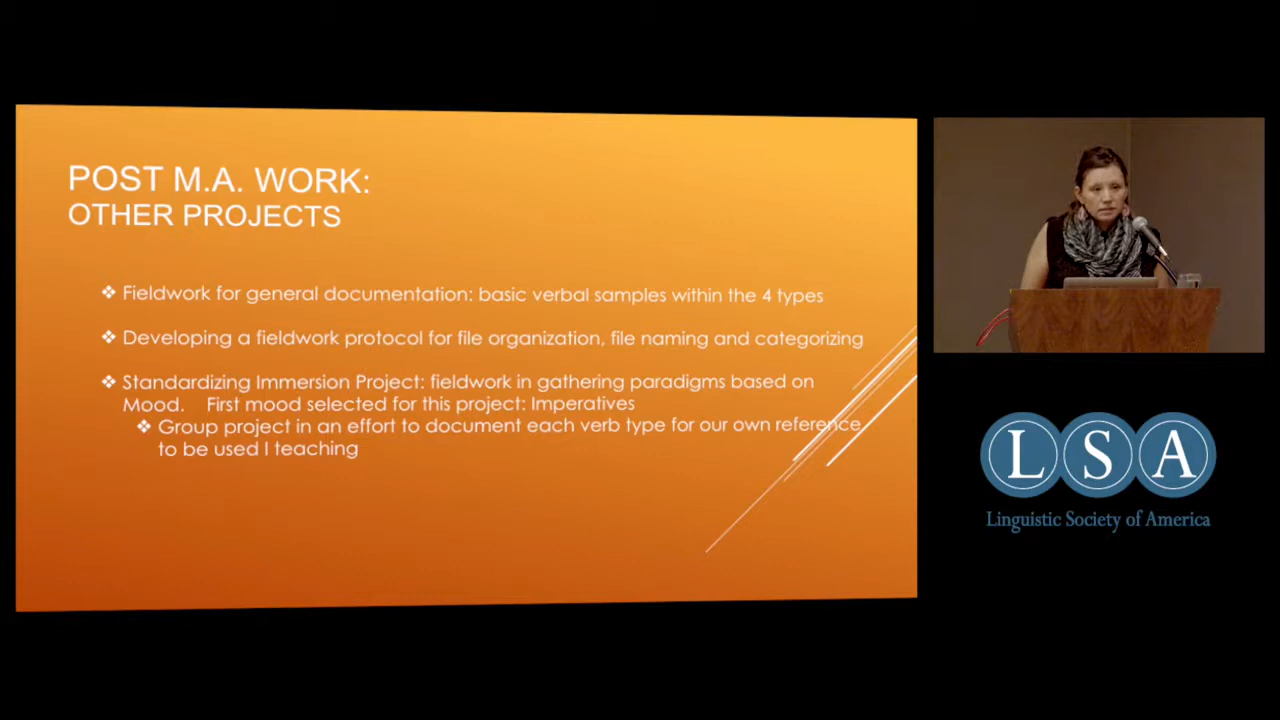 POST M.A. WORK:
OTHER PROJECTS
❖ Fieldwork for general documentation: basic verbal samples within the 4 types
❖ Developing a fieldwork protocol for file organization, file naming and categorizing
❖ Standardizing Immersion Project: fieldwork in gathering paradigms based on
Mood. First mood selected for this project: Imperatives
❖ Group project in an effort to document each verb type for our own reference
to be used I teaching
LSA
Linguistic Society of America